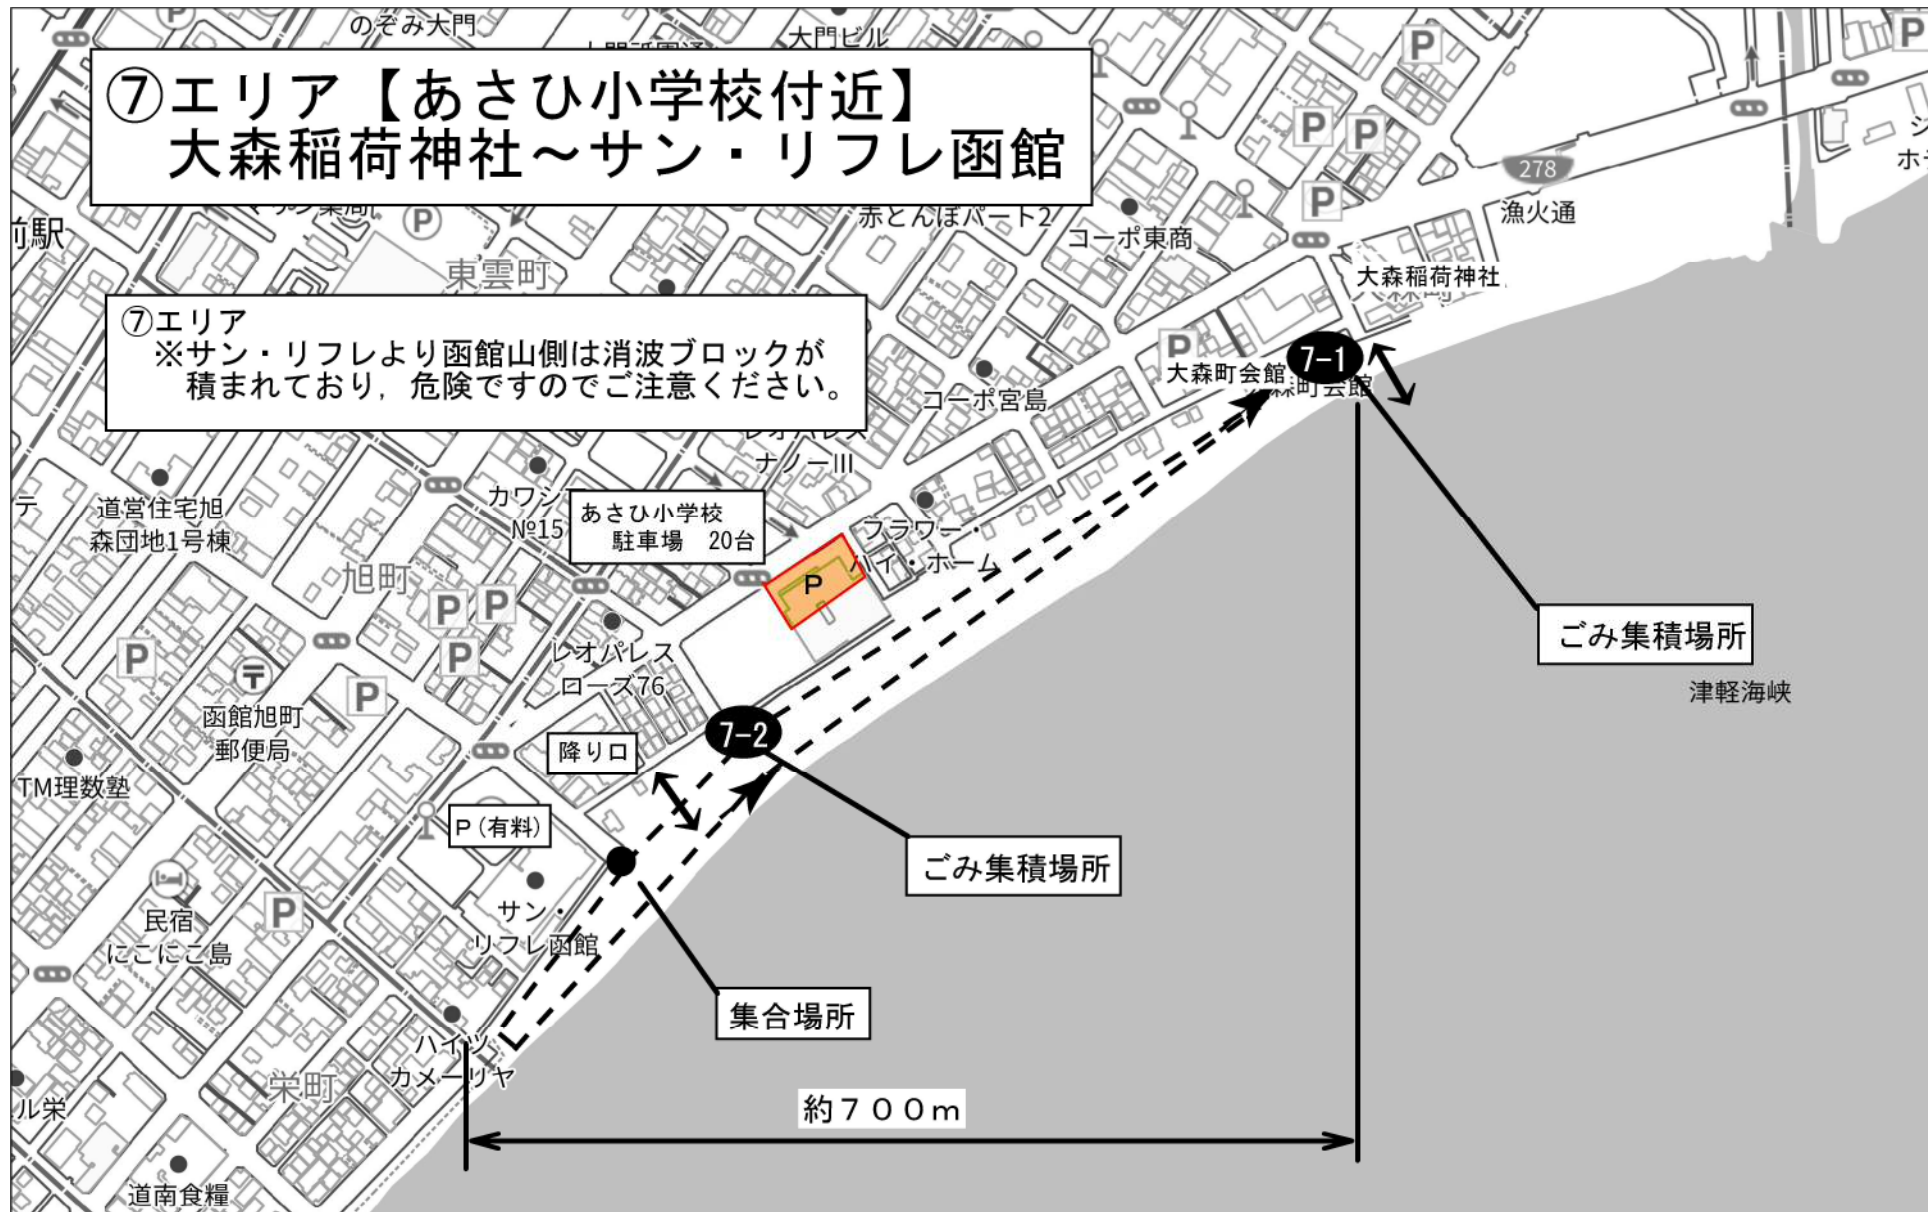 のぞみ大門
大門ビル
⑦エリア【あさひ小学校付近】
大森稲荷神社～サン・リフレ函館
278
漁火通
前駅
赤とんぼパート2
コーポ東商
東雲町
大森稲荷神社
⑦エリア
※サン・リフレより函館山側は消波ブロックが
積まれており，危険ですのでご注意ください。
7-1
大森町会館
コーポ宮島
レオパレス
ナノーIII
カワシ
№15
道営住宅旭
森団地1号棟
テ
あさひ小学校
駐車場　20台
フラワー・
ハイ・ホーム
P
旭町
レオパレス
ローズ76
ごみ集積場所
津軽海峡
函館旭町
郵便局
7-2
降り口
TM理数塾
P（有料）
ごみ集積場所
サン・
リフレ函館
民宿
にこにこ島
集合場所
ハイツ
カメーリヤ
栄町
ル栄
約７００ｍ
道南食糧